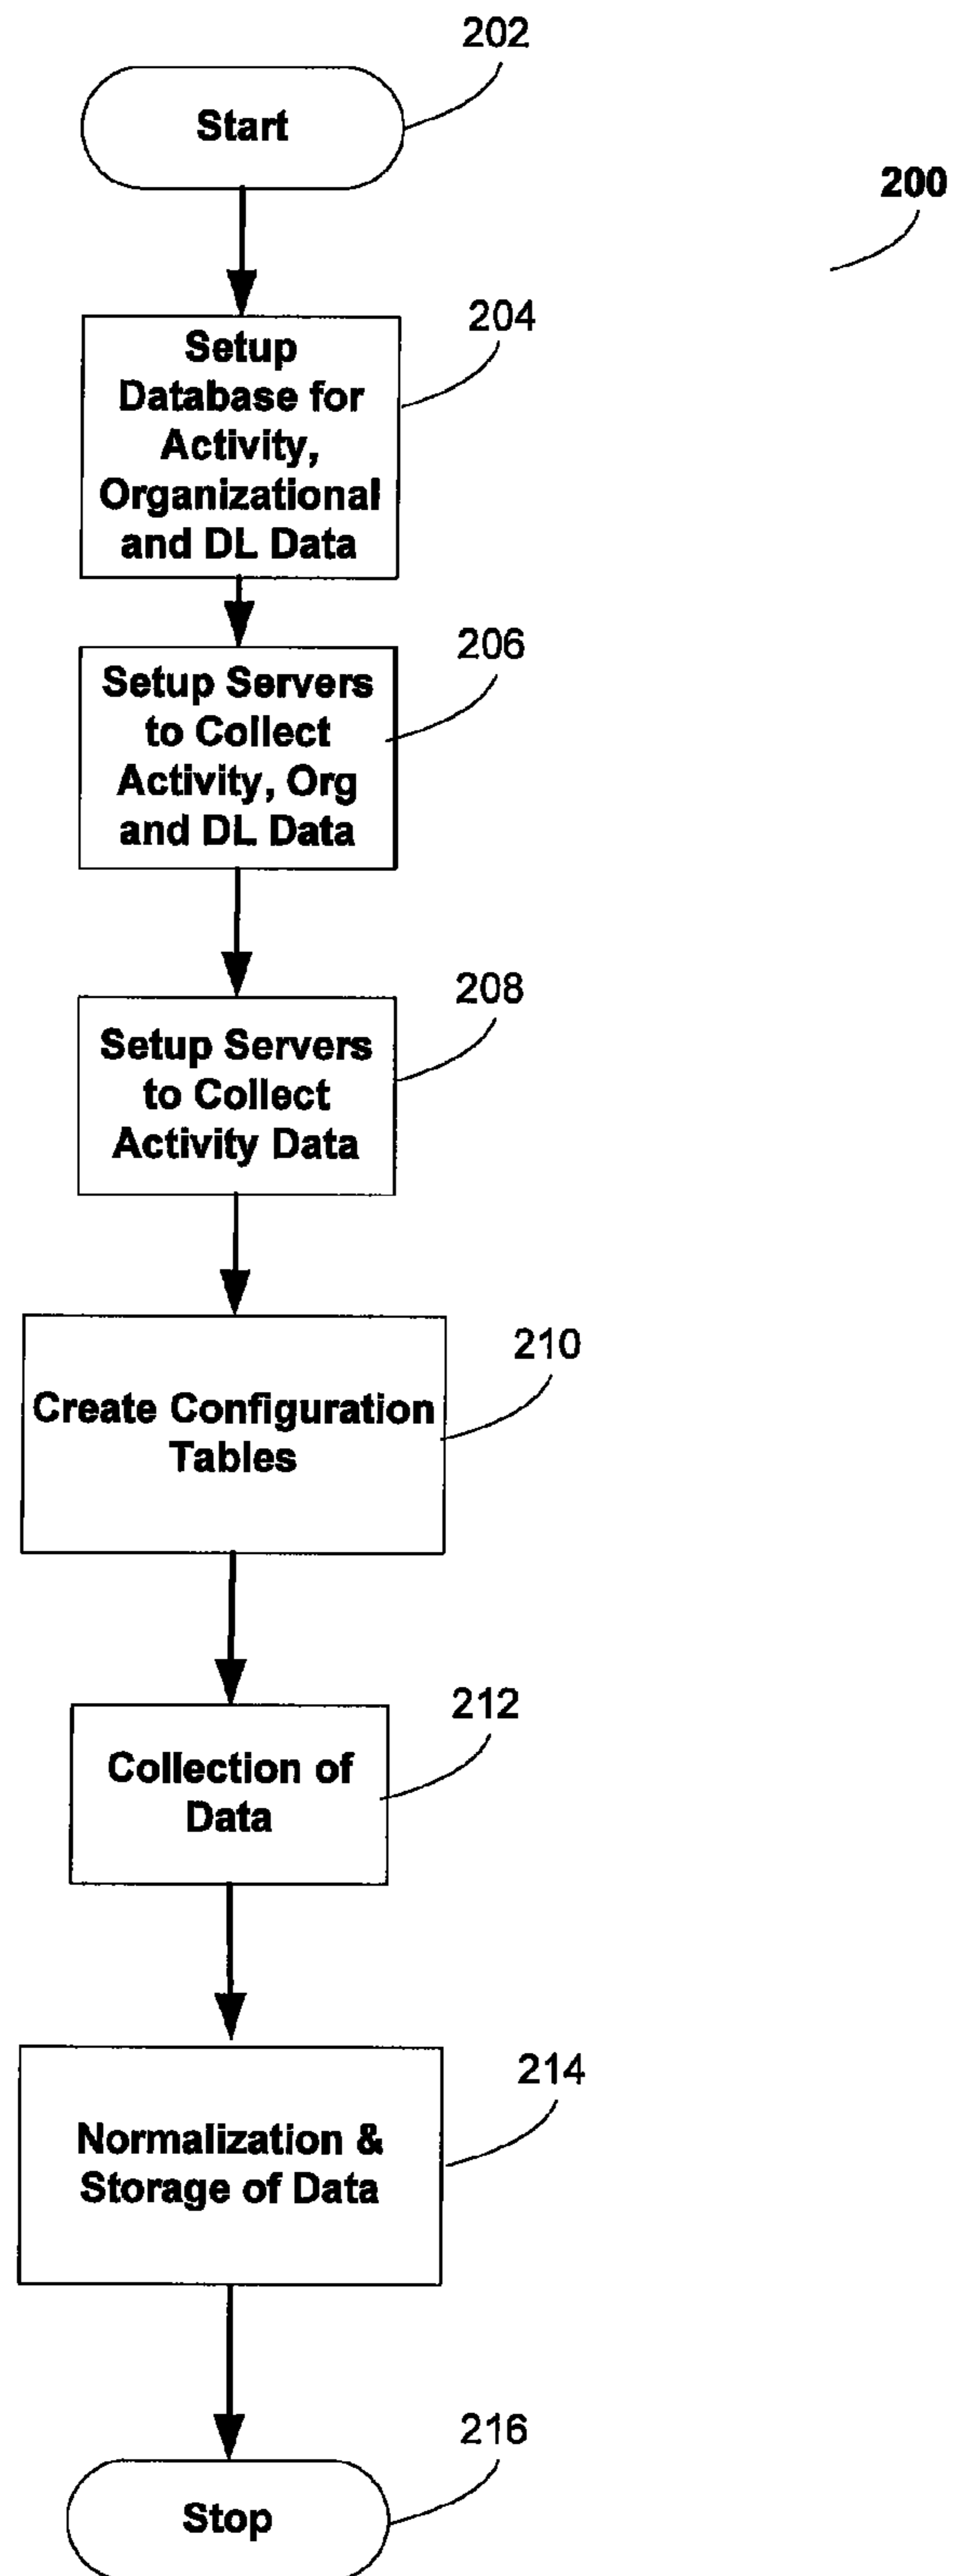 202
Start
200
204
Setup
Database for
Activity,
Organizational
and DL Data
206
Setup Servers
to Collect
Activity, Org
and DL Data
208
Setup Servers
to Collect
Activity Data
210
Create Configuration
Tables
212
Collection of
Data
214
Normalization &
Storage of Data
216
Stop